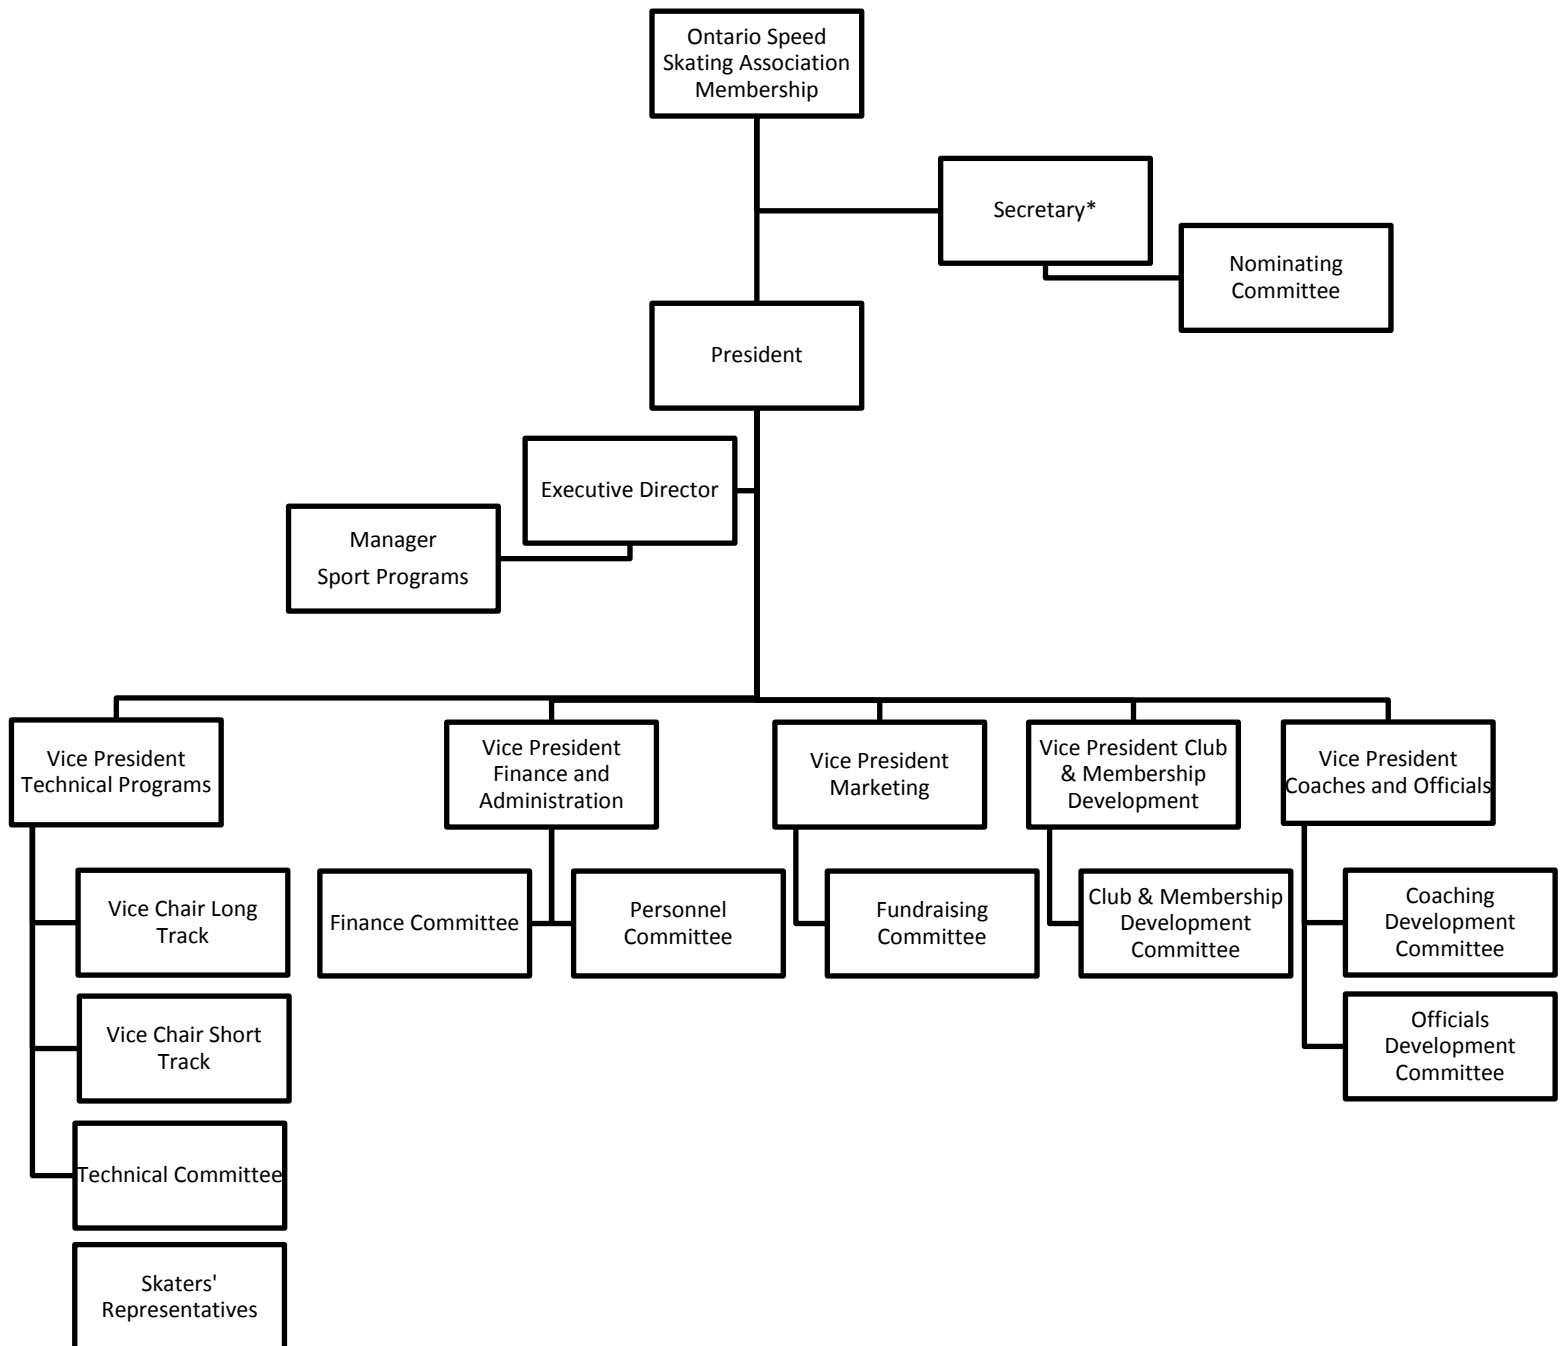 Ontario Speed
Skating Association
Membership
Secretary*
Nominating
Committee
President
Executive Director
Manager
Sport Programs
Vice President
Technical Programs
Vice President
Finance and
Administration
Vice President
Marketing
Vice President Club
& Membership
Development
Vice President
Coaches and Officials
Vice Chair Long
Track
Finance Committee
Personnel
Committee
Fundraising
Committee
Club & Membership
Development
Committee
Coaching
Development
Committee
Vice Chair Short
Track
Officials
Development
Committee
Technical Committee
Skaters'
Representatives